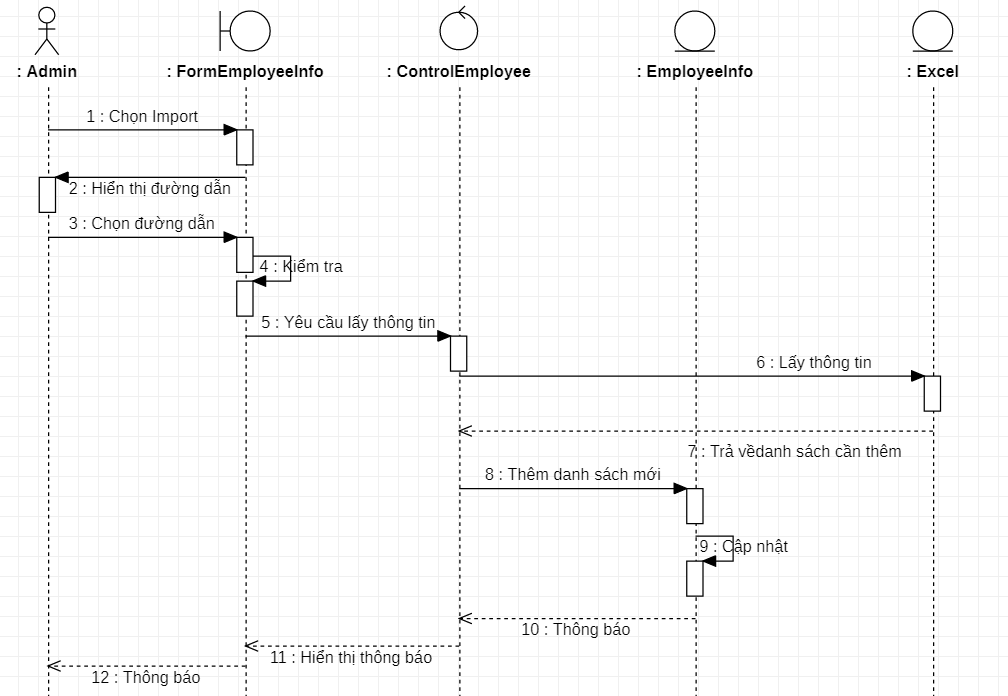 : Admin
: FormEmployeeInfo
: ControlEmployee
: EmployeeInfo
: Excel
1 : Chọn Import
2 : Hiển thị đường dẫn
3 : Chọn đường dẫn
4 : Kiểm tra
5 : Yêu cầu lấy thông tin
6 : Lấy thông tin
7 : Trả vềdanh sách cần thêm
8 : Thêm danh sách mới
9 : Cập nhật
10 : Thông báo
11 : Hiển thị thông báo
12 : Thông báo